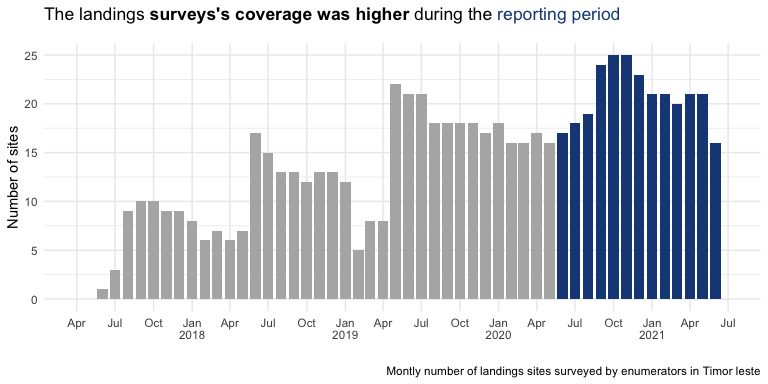 The landings surveys's coverage was higher during the reporting period
Number of sites
25
20
15
10
5
0
Apr Jul Oct Jan Apr Jul Oct Jan Apr Jul Oct Jan Apr Jul Oct Jan Apr Jul
2018 2019 2020 2021
Montly number of landings sites surveyed by enumerators in Timor leste